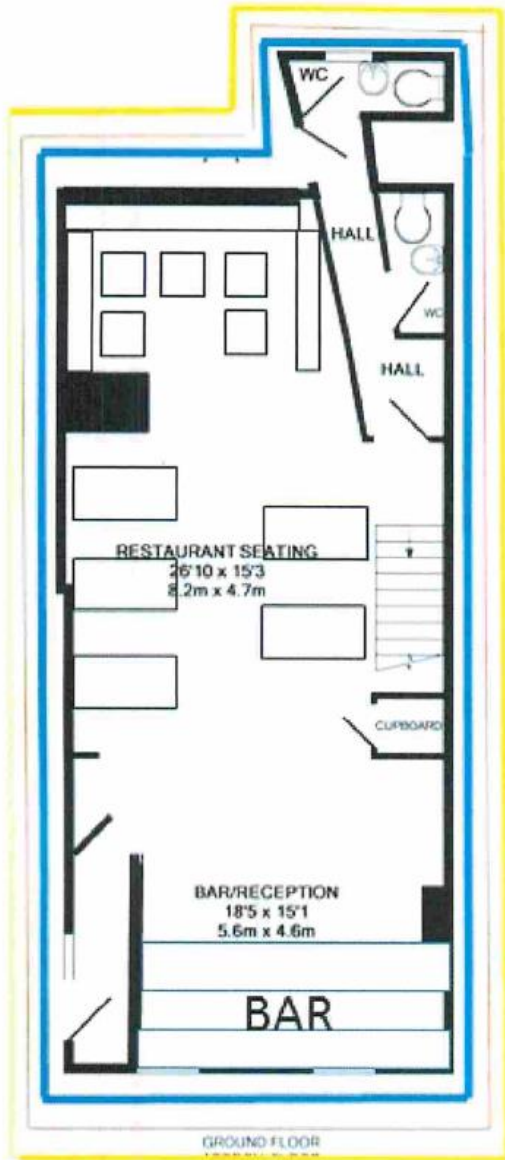 WC
HALL
WC
HALL
RESTAURANT SEATING
26'10 x 15'3
8.2m x 4.7m
CUPBOARD
BAR/RECEPTION
18'5 x 15'1
5.6m x 4.6m
BAR
GROUND FLOOR